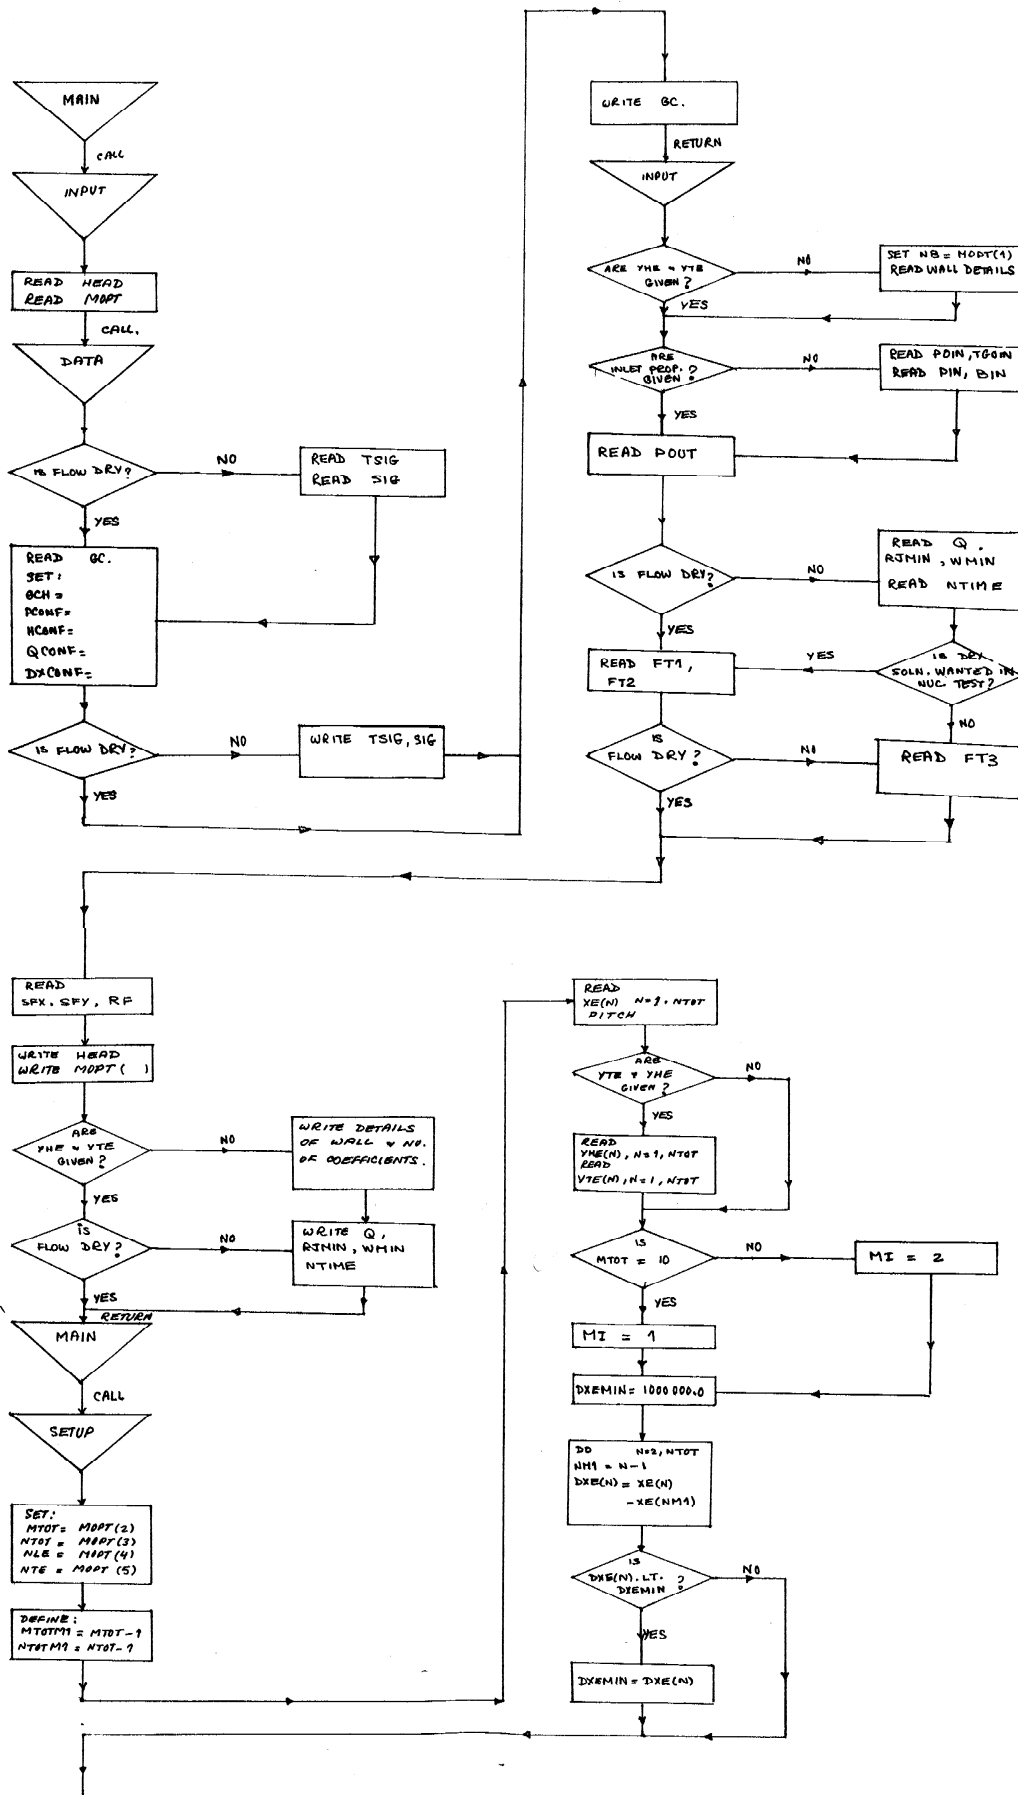 MAIN
CALL
INPUT
READ HEAD
READ MOPT
CALL.
DATA
IS FLOW DRY?
NO
READ TSIG
READ SIG
YES
READ GC.
SET:
GCH =
PCONF=
HCONF=
QCONF=
DXCONF=
IS FLOW DRY?
NO
WRITE TSIG, SIG
YES
WRITE GC.
RETURN
INPUT
ARE YHE & YTE
GIVEN?
NO
SET NB = MOPT(1)
READ WALL DETAILS
YES
ARE
INLET PROP.
GIVEN?
NO
READ POIN, TGOIN
READ PIN, BIN
YES
READ POUT
IS FLOW DRY?
NO
READ Q.
RJMIN, WMIN
READ NTIME
YES
READ FT1,
FT2
YES
IS DRY
SOLN. WANTED IN
NUC. TEST?
NO
IS
FLOW DRY?
NO
READ FT3
YES
READ
SFX. SFY, RF
WRITE HEAD
WRITE MOPT( )
ARE
YHE & YTE
GIVEN?
NO
WRITE DETAILS
OF WALL & NO.
OF COEFFICIENTS.
YES
IS
FLOW DRY?
NO
WRITE Q,
RJMIN, WMIN
NTIME
YES
RETURN
MAIN
CALL
SETUP
SET:
MTOT= MOPT(2)
NTOT = MOPT(3)
NLE = MOPT(4)
NTE = MOPT(5)
DEFINE:
MTOTM1 = MTOT-1
NTOTM1 = NTOT-1
READ
XE(N) N=1, NTOT
PITCH
ARE
YTE & YHE
GIVEN?
NO
YES
READ
YHE(N), N=1, NTOT
READ
YTE(N), N=1, NTOT
IS
MTOT = 10
NO
MI = 2
YES
MI = 1
DXEMIN= 1000000.0
DO N=2, NTOT
NM1 = N-1
DXE(N) = XE(N)
-XE(NM1)
IS
DXE(N).LT.
DXEMIN ?
NO
YES
DXEMIN = DXE(N)